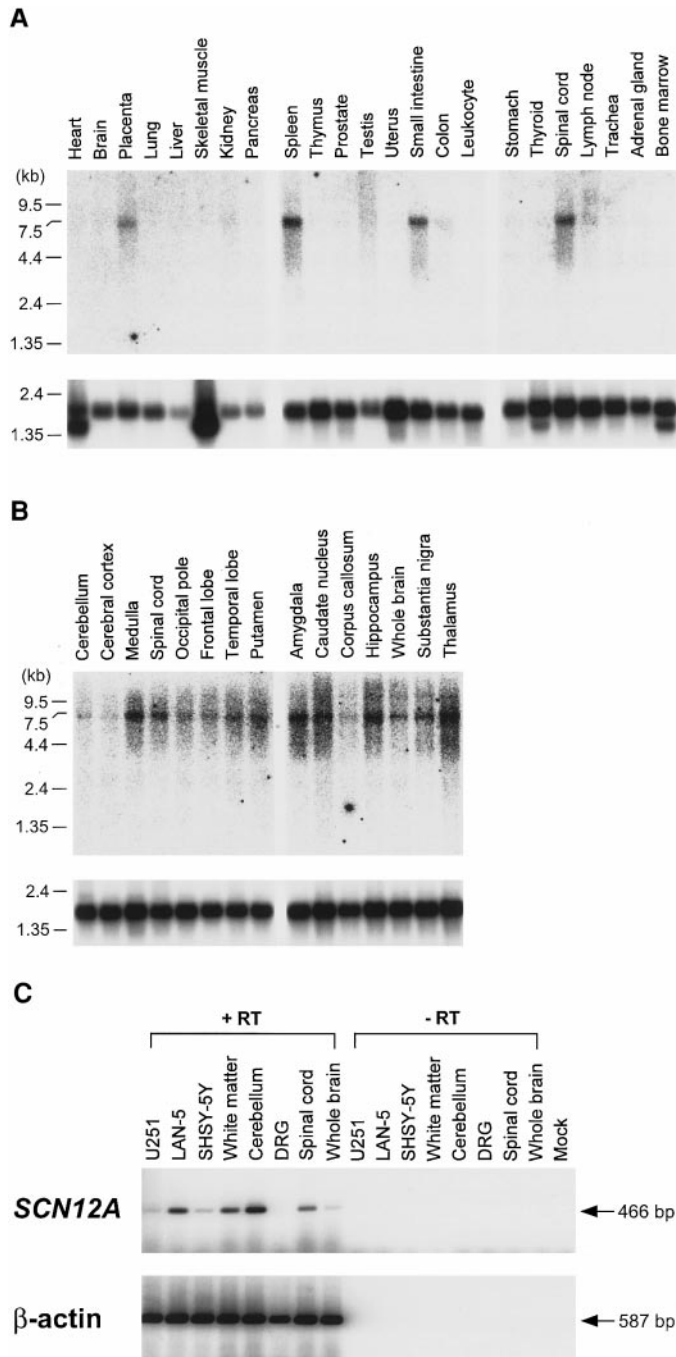 A
Heart
Brain
Placenta
Lung
Liver
Skeletal muscle
Kidney
Pancreas
Spleen
Thymus
Prostate
Testis
Uterus
Small intestine
Colon
Leukocyte
Stomach
Thyroid
Spinal cord
Lymph node
Trachea
Adrenal gland
Bone marrow
(kb)
9.5
7.5
4.4
2.4
1.35
2.4
1.35
B
Cerebellum
Cerebral cortex
Medulla
Spinal cord
Occipital pole
Frontal lobe
Temporal lobe
Putamen
Amygdala
Caudate nucleus
Corpus callosum
Hippocampus
Whole brain
Substantia nigra
Thalamus
(kb)
9.5
7.5
4.4
2.4
1.35
2.4
1.35
C
+ RT
- RT
U251
LAN-5
SHSY-5Y
White matter
Cerebellum
DRG
Spinal cord
Whole brain
U251
LAN-5
SHSY-5Y
White matter
Cerebellum
DRG
Spinal cord
Whole brain
Mock
SCN12A
466 bp
β-actin
587 bp